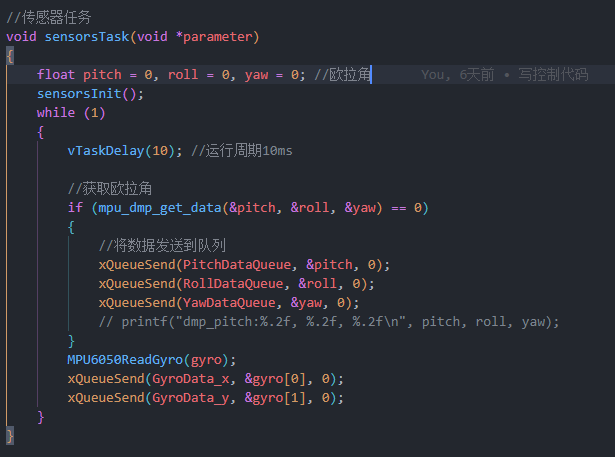 //传感器任务
void sensorsTask(void *parameter)
{
    float pitch = 0, roll = 0, yaw = 0; //欧拉角    You, 6天前 • 写控制代码
    sensorsInit();
    while (1)
    {
        vTaskDelay(10); //运行周期10ms

        //获取欧拉角
        if (mpu_dmp_get_data(&pitch, &roll, &yaw) == 0)
        {
            //将数据发送到队列
            xQueueSend(PitchDataQueue, &pitch, 0);
            xQueueSend(RollDataQueue, &roll, 0);
            xQueueSend(YawDataQueue, &yaw, 0);
            // printf("dmp_pitch:%.2f, %.2f, %.2f\n", pitch, roll, yaw);
        }
        MPU6050ReadGyro(gyro);
        xQueueSend(GyroData_x, &gyro[0], 0);
        xQueueSend(GyroData_y, &gyro[1], 0);
    }
}